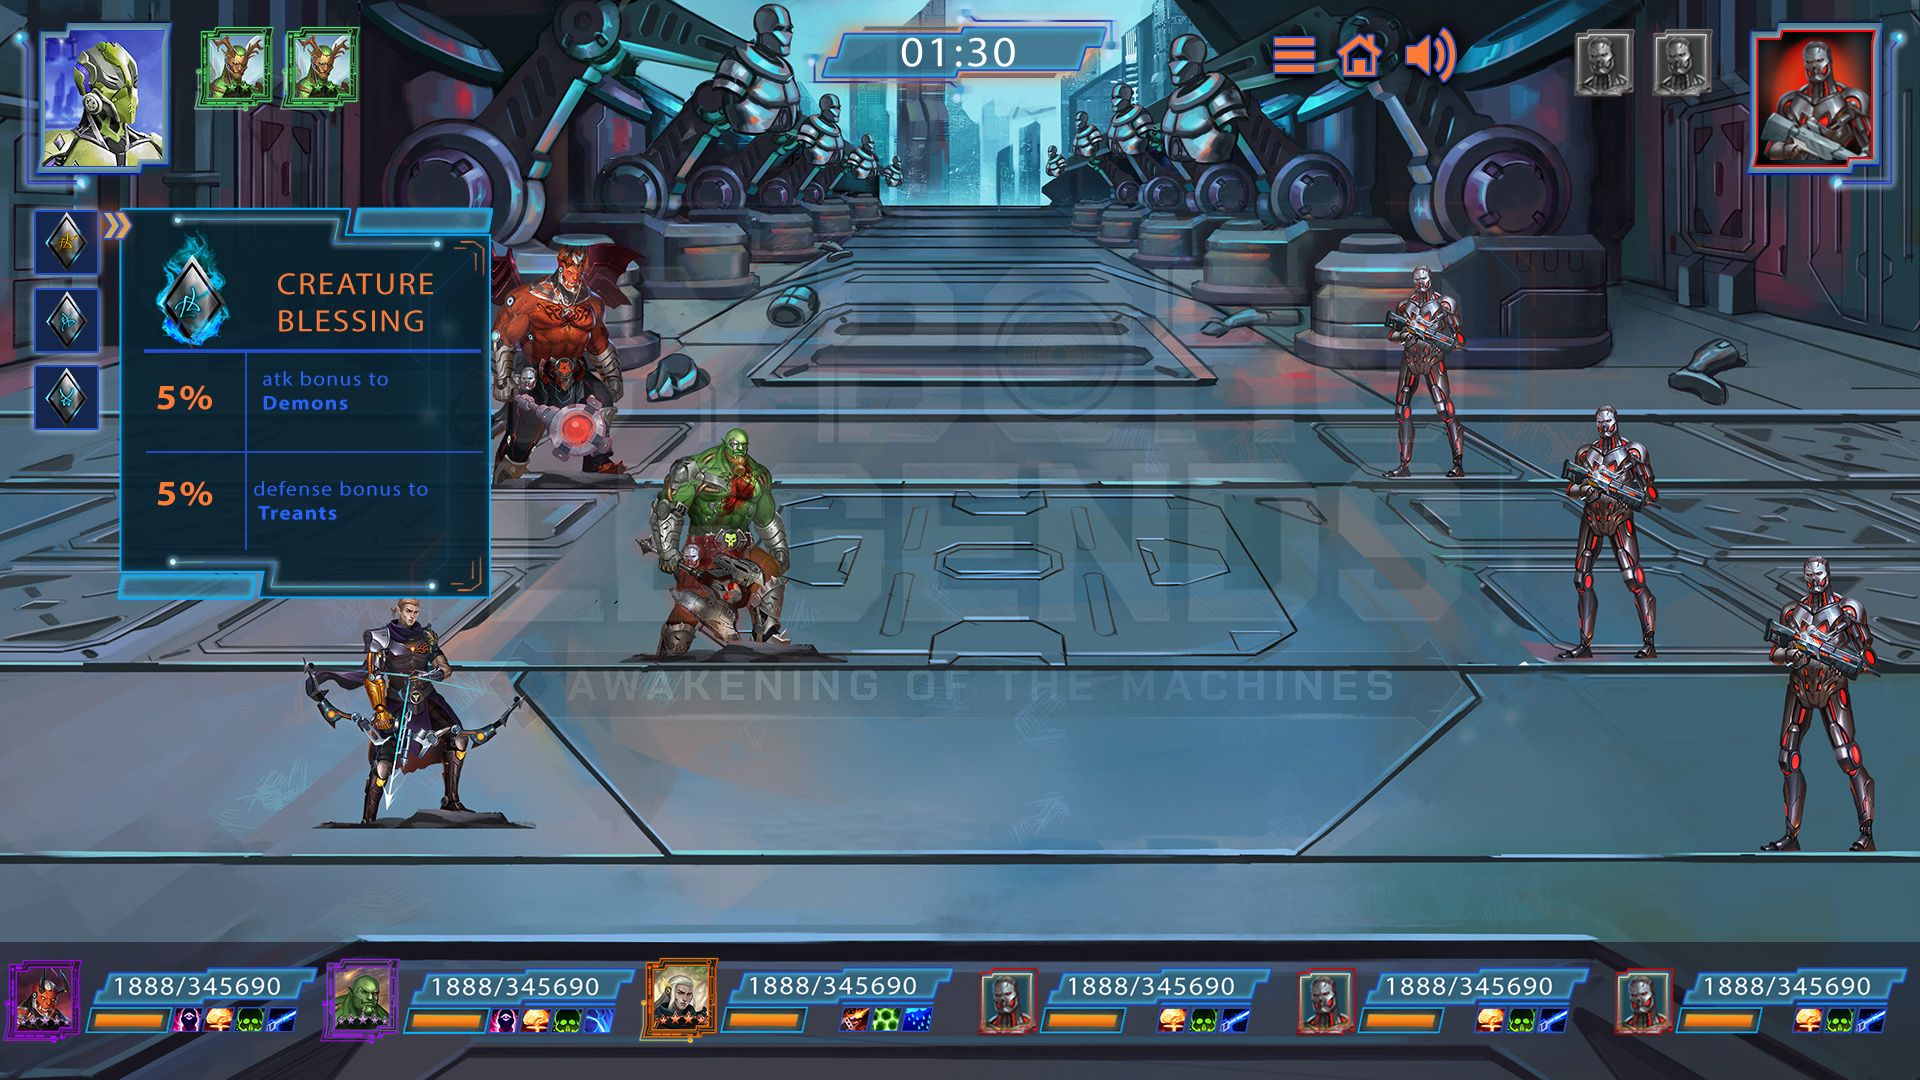 01:30
CREATURE
BLESSING
5%
atk bonus to
Demons
5%
defense bonus to
Treants
LEGENDS
AWAKENING OF THE MACHINES
1888/345690
1888/345690
1888/345690
1888/345690
1888/345690
1888/345690